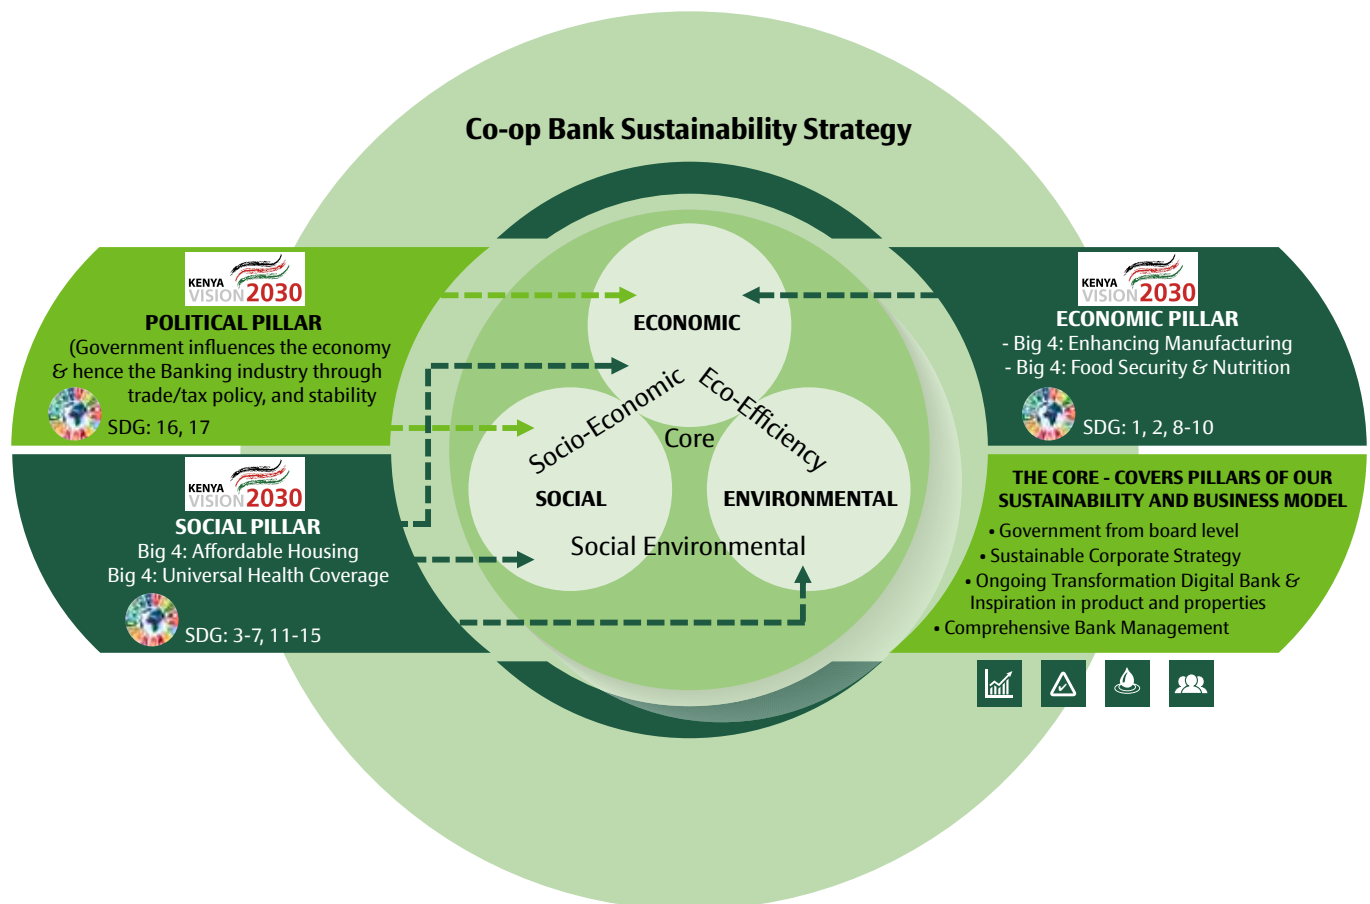 Co-op Bank Sustainability Strategy
KENYA
VISION 2030
POLITICAL PILLAR
(Government influences the economy
& hence the Banking industry through
trade/tax policy, and stability
SDG: 16, 17
KENYA
VISION 2030
SOCIAL PILLAR
Big 4: Affordable Housing
Big 4: Universal Health Coverage
SDG: 3-7, 11-15
ECONOMIC
Socio-Economic
Eco-Efficiency
Core
SOCIAL
ENVIRONMENTAL
Social Environmental
KENYA
VISION 2030
ECONOMIC PILLAR
- Big 4: Enhancing Manufacturing
- Big 4: Food Security & Nutrition
SDG: 1, 2, 8-10
THE CORE - COVERS PILLARS OF OUR
SUSTAINABILITY AND BUSINESS MODEL
• Government from board level
• Sustainable Corporate Strategy
• Ongoing Transformation Digital Bank &
Inspiration in product and properties
• Comprehensive Bank Management